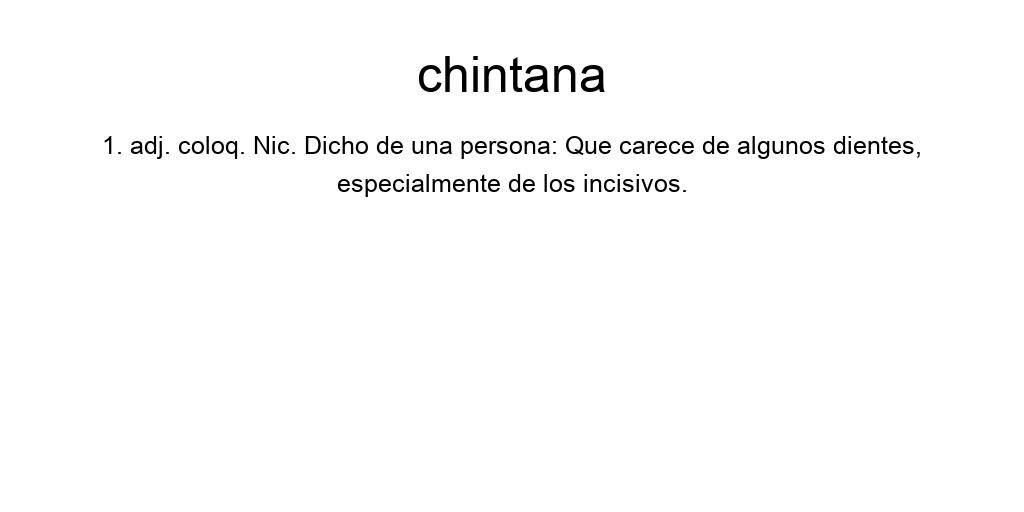 chintana
1. adj. coloq. Nic. Dicho de una persona: Que carece de algunos dientes,
especialmente de los incisivos.